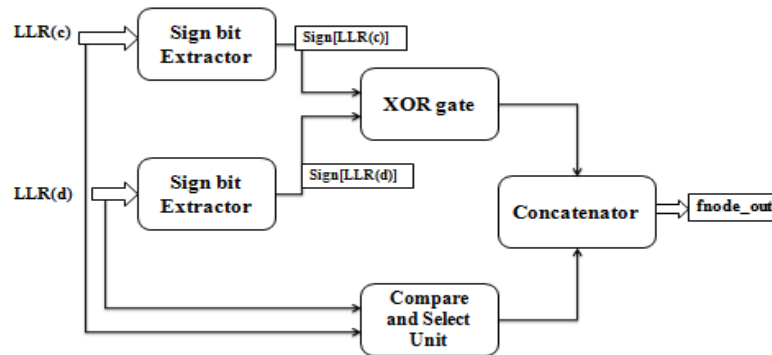 LLR(c)
Sign bit
Extractor
Sign[LLR(c)]
XOR gate
LLR(d)
Sign bit
Extractor
Sign[LLR(d)]
Concatenator
fnode_out
Compare
and Select
Unit